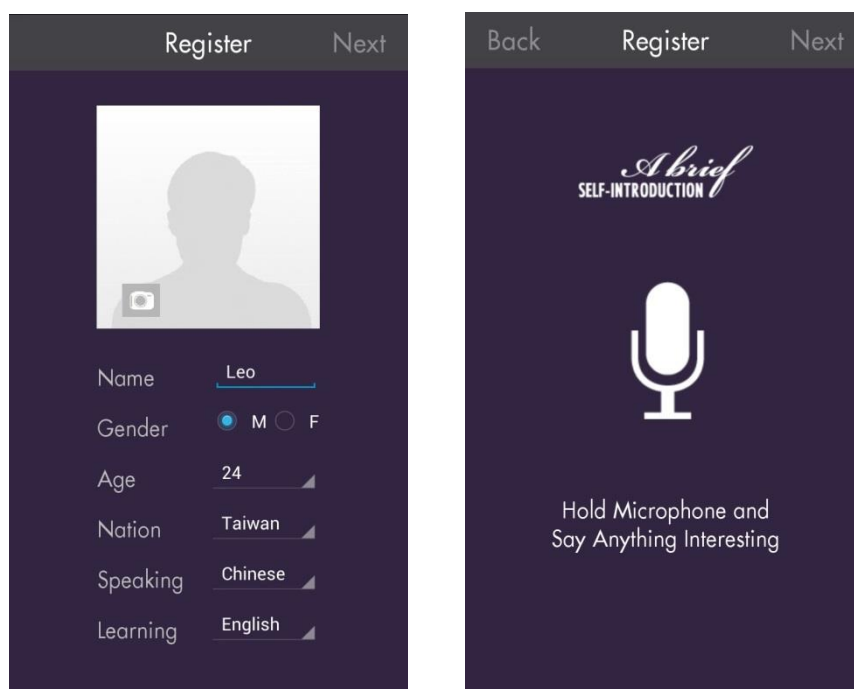 Register Next
Name Leo
Gender M F
Age 24
Nation Taiwan
Speaking Chinese
Learning English
Back Register Next
A brief
SELF-INTRODUCTION
Hold Microphone and
Say Anything Interesting